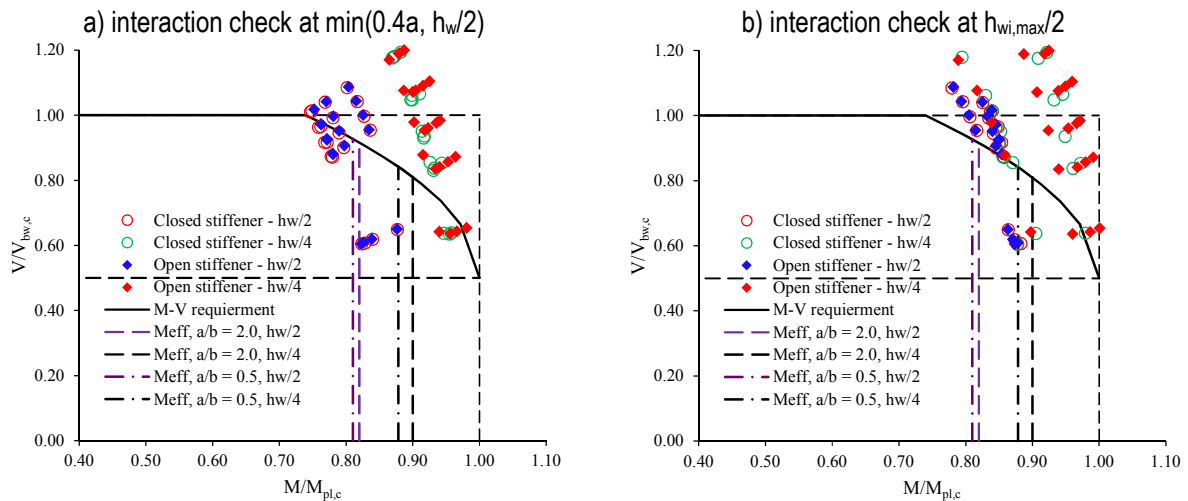 a) interaction check at min(0.4a, hw/2)
1.20
1.00
0.80
0.60
0.40
0.20
0.00
V/Vbw,c
Closed stiffener - hw/2
Closed stiffener - hw/4
Open stiffener - hw/2
Open stiffener - hw/4
M-V requierment
Meff, a/b = 2.0, hw/2
Meff, a/b = 2.0, hw/4
Meff, a/b = 0.5, hw/2
Meff, a/b = 0.5, hw/4
0.40 0.50 0.60 0.70 0.80 0.90 1.00 1.10
M/Mpl,c
b) interaction check at hwi,max/2
1.20
1.00
0.80
0.60
0.40
0.20
0.00
V/Vbw,c
Closed stiffener - hw/2
Closed stiffener - hw/4
Open stiffener - hw/2
Open stiffener - hw/4
M-V requierment
Meff, a/b = 2.0, hw/2
Meff, a/b = 2.0, hw/4
Meff, a/b = 0.5, hw/2
Meff, a/b = 0.5, hw/4
0.40 0.50 0.60 0.70 0.80 0.90 1.00 1.10
M/Mpl,c